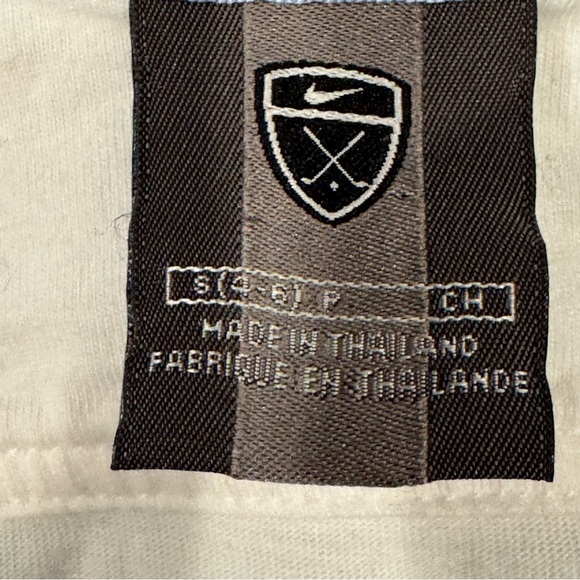 S(4-6) P CH
MADE IN THAILAND
FABRIQUE EN THAILANDE